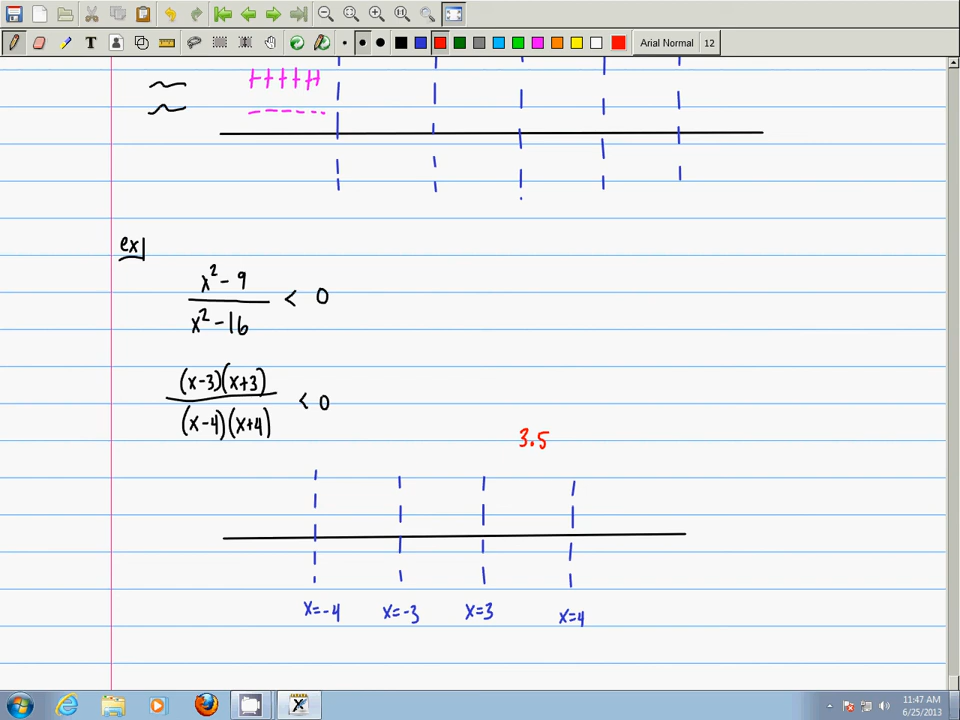 Arial Normal 12
ex
x² - 9
< 0
x² - 16
(x-3)(x+3)
< 0
(x-4)(x+4)
3.5
x=-4 x=-3 x=3 x=4
11:47 AM
6/25/2013